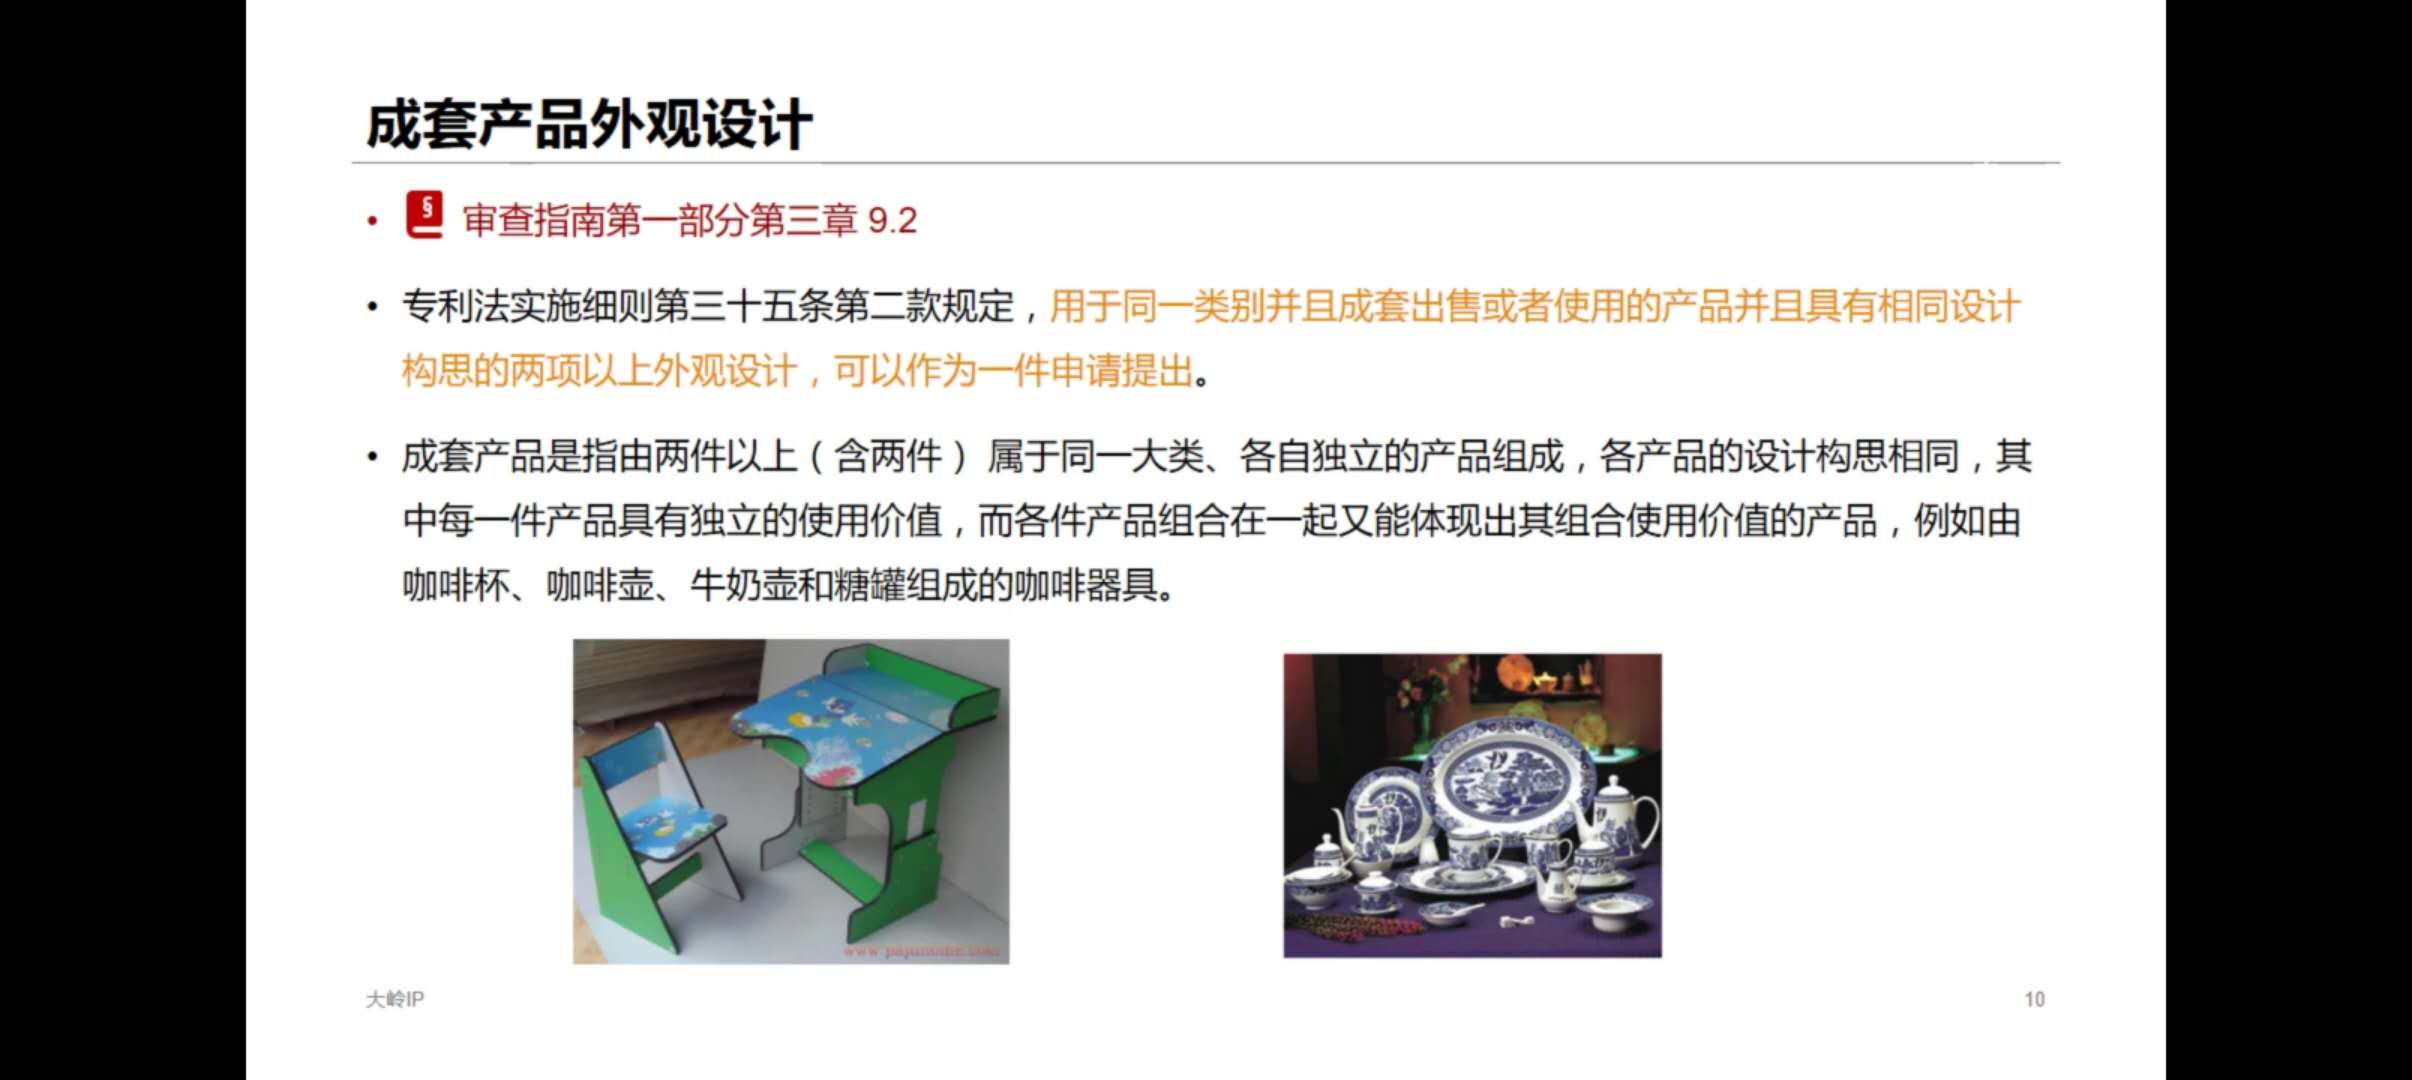 成套产品外观设计
• § 审查指南第一部分第三章 9.2
• 专利法实施细则第三十五条第二款规定，用于同一类别并且成套出售或者使用的产品并且具有相同设计
构思的两项以上外观设计，可以作为一件申请提出。
• 成套产品是指由两件以上（含两件） 属于同一大类、各自独立的产品组成，各产品的设计构思相同，其
中每一件产品具有独立的使用价值，而各件产品组合在一起又能体现出其组合使用价值的产品，例如由
咖啡杯、咖啡壶、牛奶壶和糖罐组成的咖啡器具。
大岭IP
10